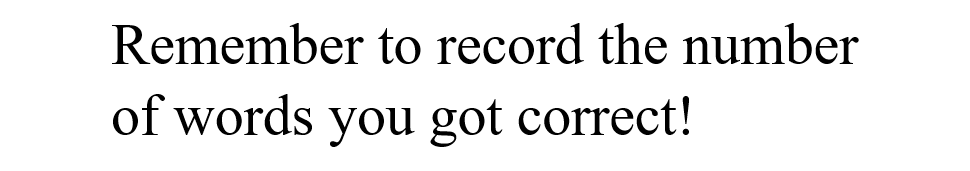 Remember to record the number
of words you got correct!